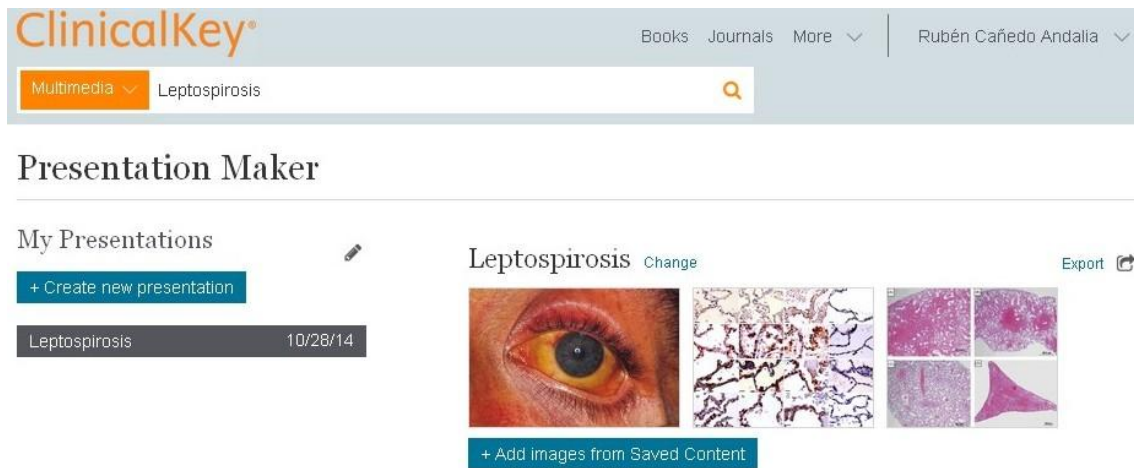 ClinicalKey®
Books Journals More Rubén Cañedo Andalia
Multimedia Leptospirosis
Presentation Maker
My Presentations
+ Create new presentation
Leptospirosis 10/28/14
Leptospirosis Change Export
+ Add images from Saved Content